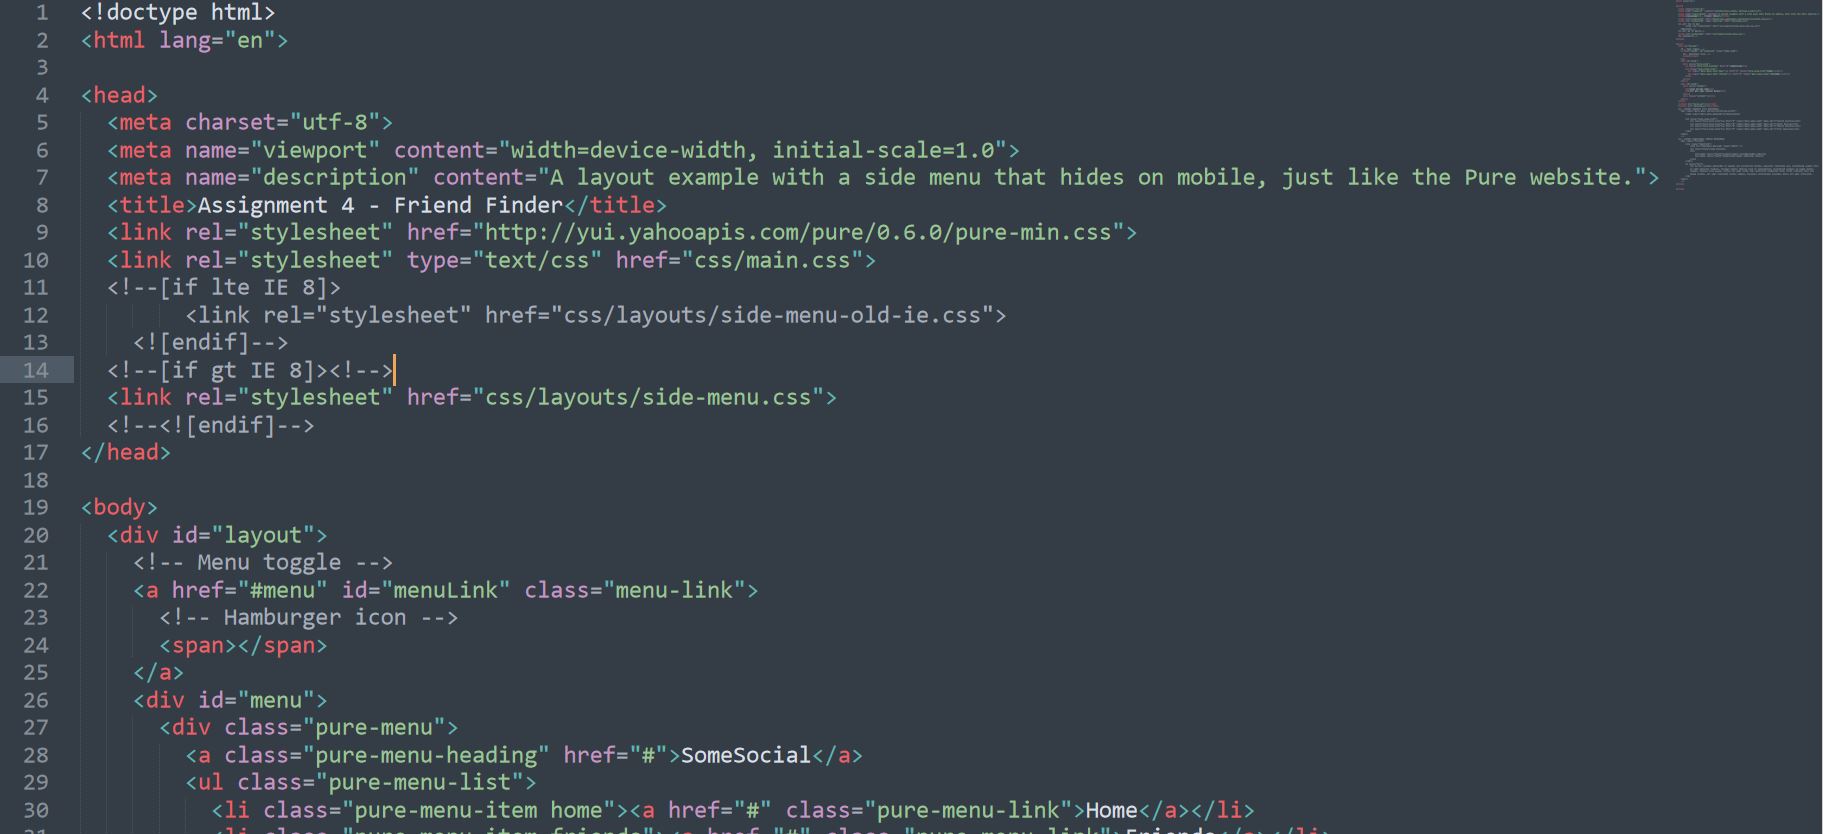 1 <!doctype html>
2 <html lang="en">
3
4 <head>
5 <meta charset="utf-8">
6 <meta name="viewport" content="width=device-width, initial-scale=1.0">
7 <meta name="description" content="A layout example with a side menu that hides on mobile, just like the Pure website.">
8 <title>Assignment 4 - Friend Finder</title>
9 <link rel="stylesheet" href="http://yui.yahooapis.com/pure/0.6.0/pure-min.css">
10 <link rel="stylesheet" type="text/css" href="css/main.css">
11 <!--[if lte IE 8]>
12 <link rel="stylesheet" href="css/layouts/side-menu-old-ie.css">
13 <![endif]-->
14 <!--[if gt IE 8]><!-->
15 <link rel="stylesheet" href="css/layouts/side-menu.css">
16 <!--<![endif]-->
17 </head>
18
19 <body>
20 <div id="layout">
21 <!-- Menu toggle -->
22 <a href="#menu" id="menuLink" class="menu-link">
23 <!-- Hamburger icon -->
24 <span></span>
25 </a>
26 <div id="menu">
27 <div class="pure-menu">
28 <a class="pure-menu-heading" href="#">SomeSocial</a>
29 <ul class="pure-menu-list">
30 <li class="pure-menu-item home"><a href="#" class="pure-menu-link">Home</a></li>